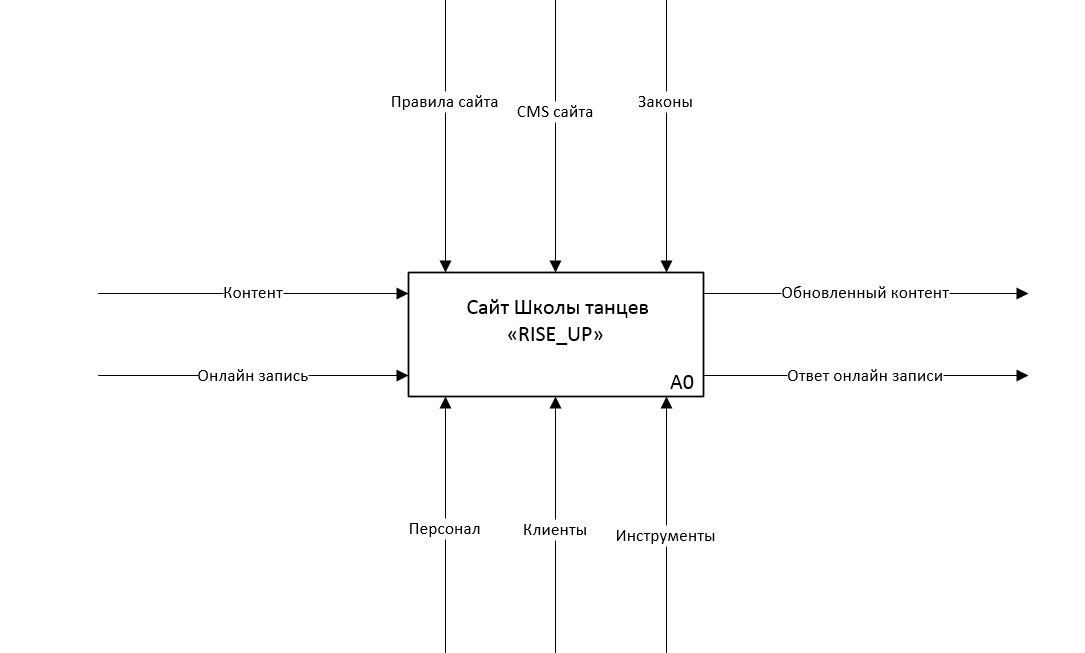 Правила сайта
CMS сайта
Законы
Контент
Сайт Школы танцев
«RISE_UP»
Обновленный контент
Онлайн запись
А0
Ответ онлайн записи
Персонал
Клиенты
Инструменты